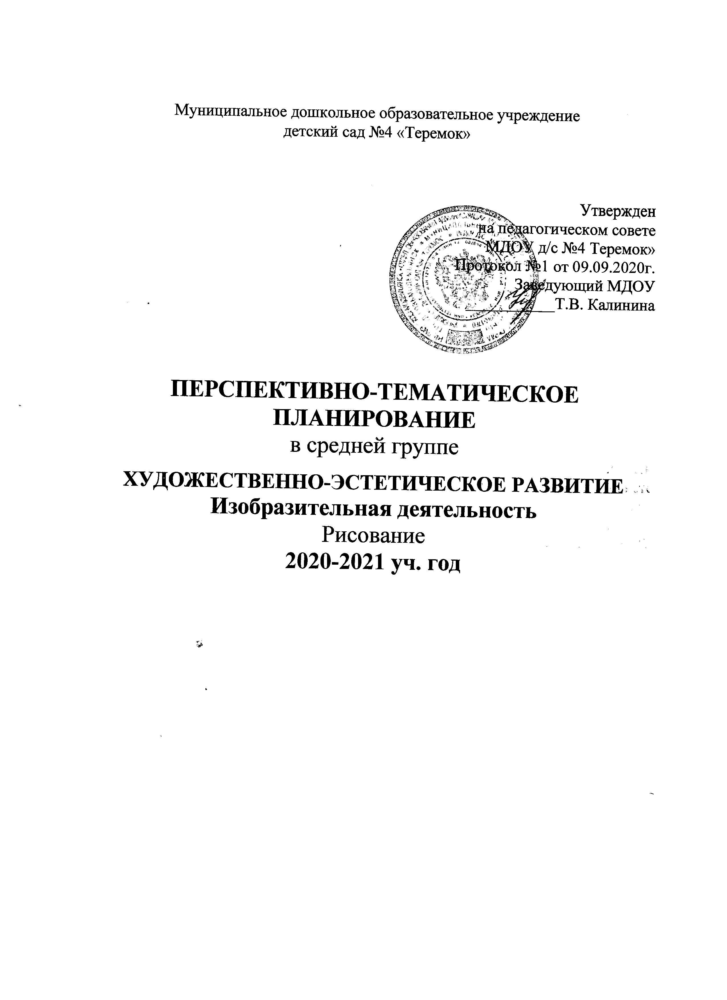 Муниципальное дошкольное образовательное учреждение
детский сад №4 «Теремок»
Утвержден
на педагогическом совете
МДОУ д/с №4 Теремок»
Протокол №1 от 09.09.2020г.
Заведующий МДОУ
___________Т.В. Калинина
ПЕРСПЕКТИВНО-ТЕМАТИЧЕСКОЕ
ПЛАНИРОВАНИЕ
в средней группе
ХУДОЖЕСТВЕННО-ЭСТЕТИЧЕСКОЕ РАЗВИТИЕ
Изобразительная деятельность
Рисование
2020-2021 уч. год